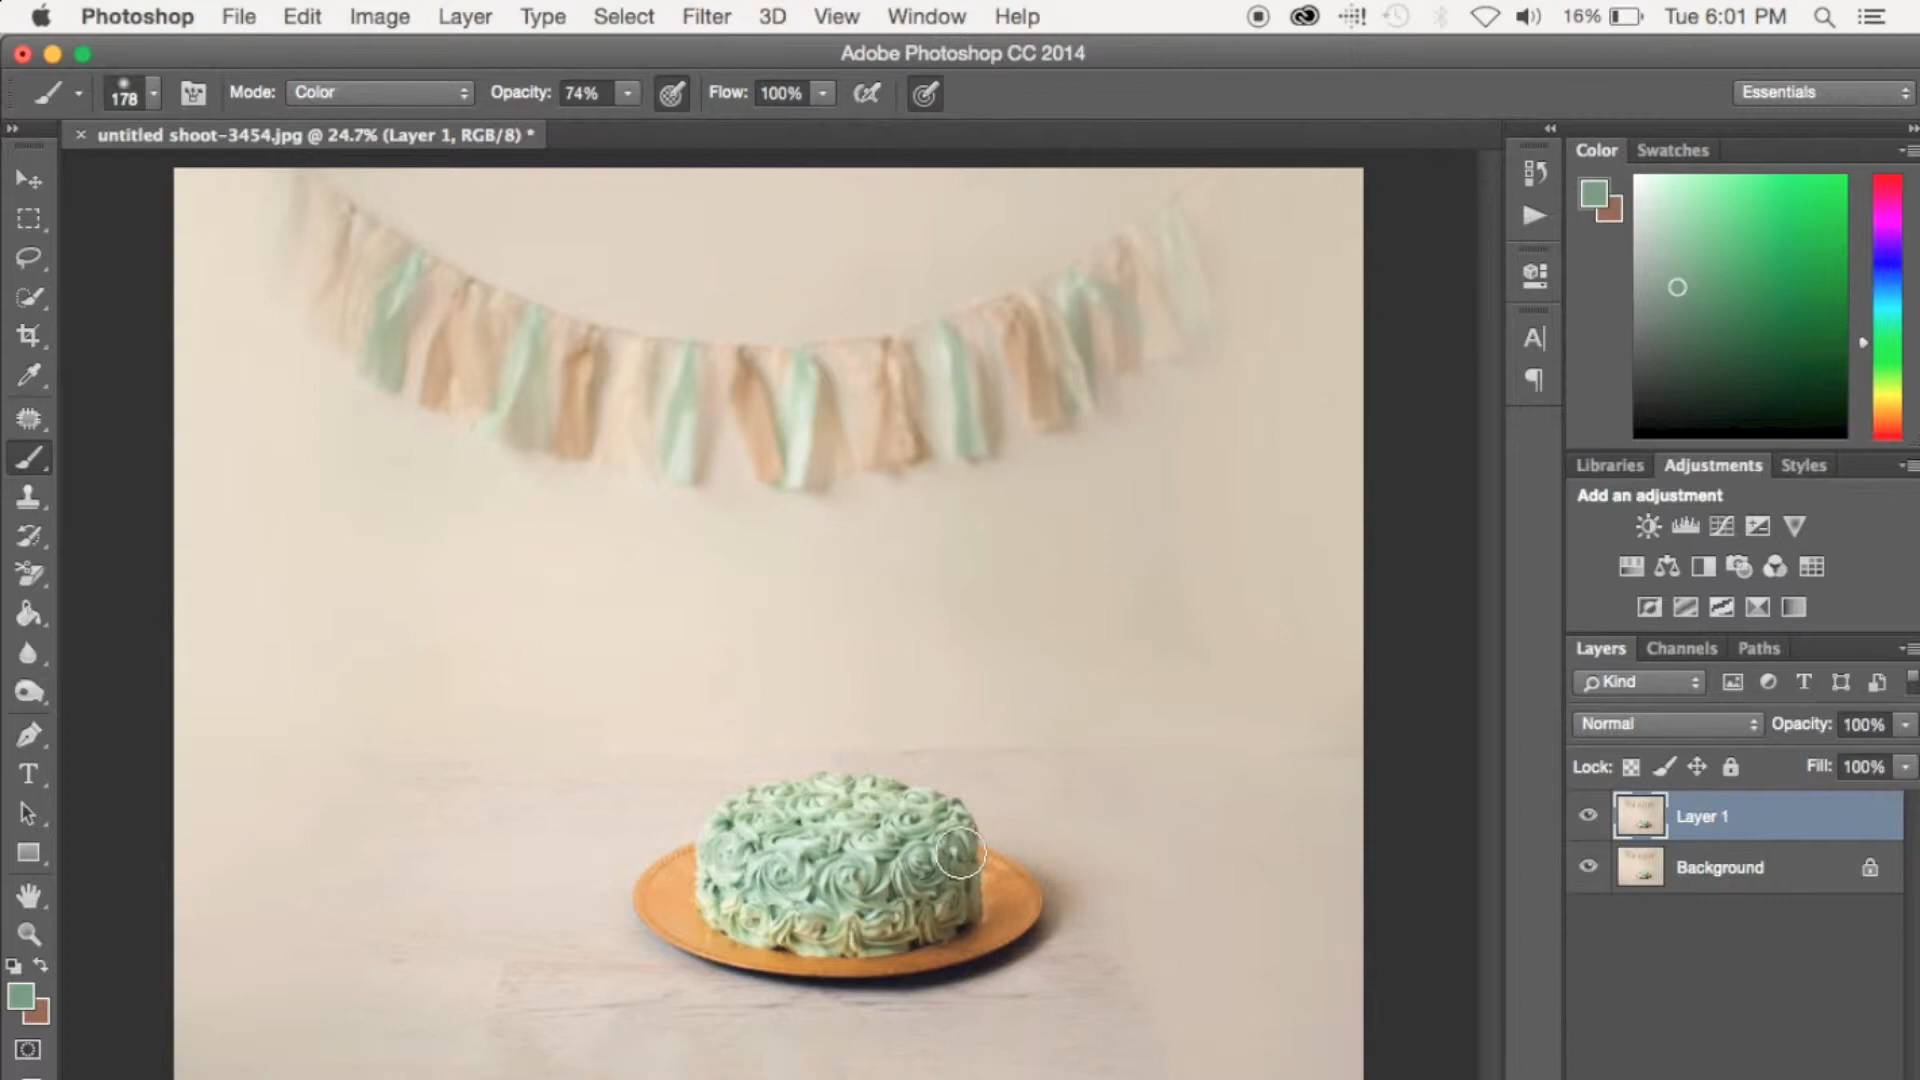 Photoshop File Edit Image Layer Type Select Filter 3D View Window Help 16% Tue 6:01 PM
Adobe Photoshop CC 2014
178 Mode: Color Opacity: 74% Flow: 100% Essentials
untitled shoot-3454.jpg @ 24.7% (Layer 1, RGB/8) *
Color Swatches
Libraries Adjustments Styles
Add an adjustment
Layers Channels Paths
Kind
Normal Opacity: 100%
Lock: Fill: 100%
Layer 1
Background